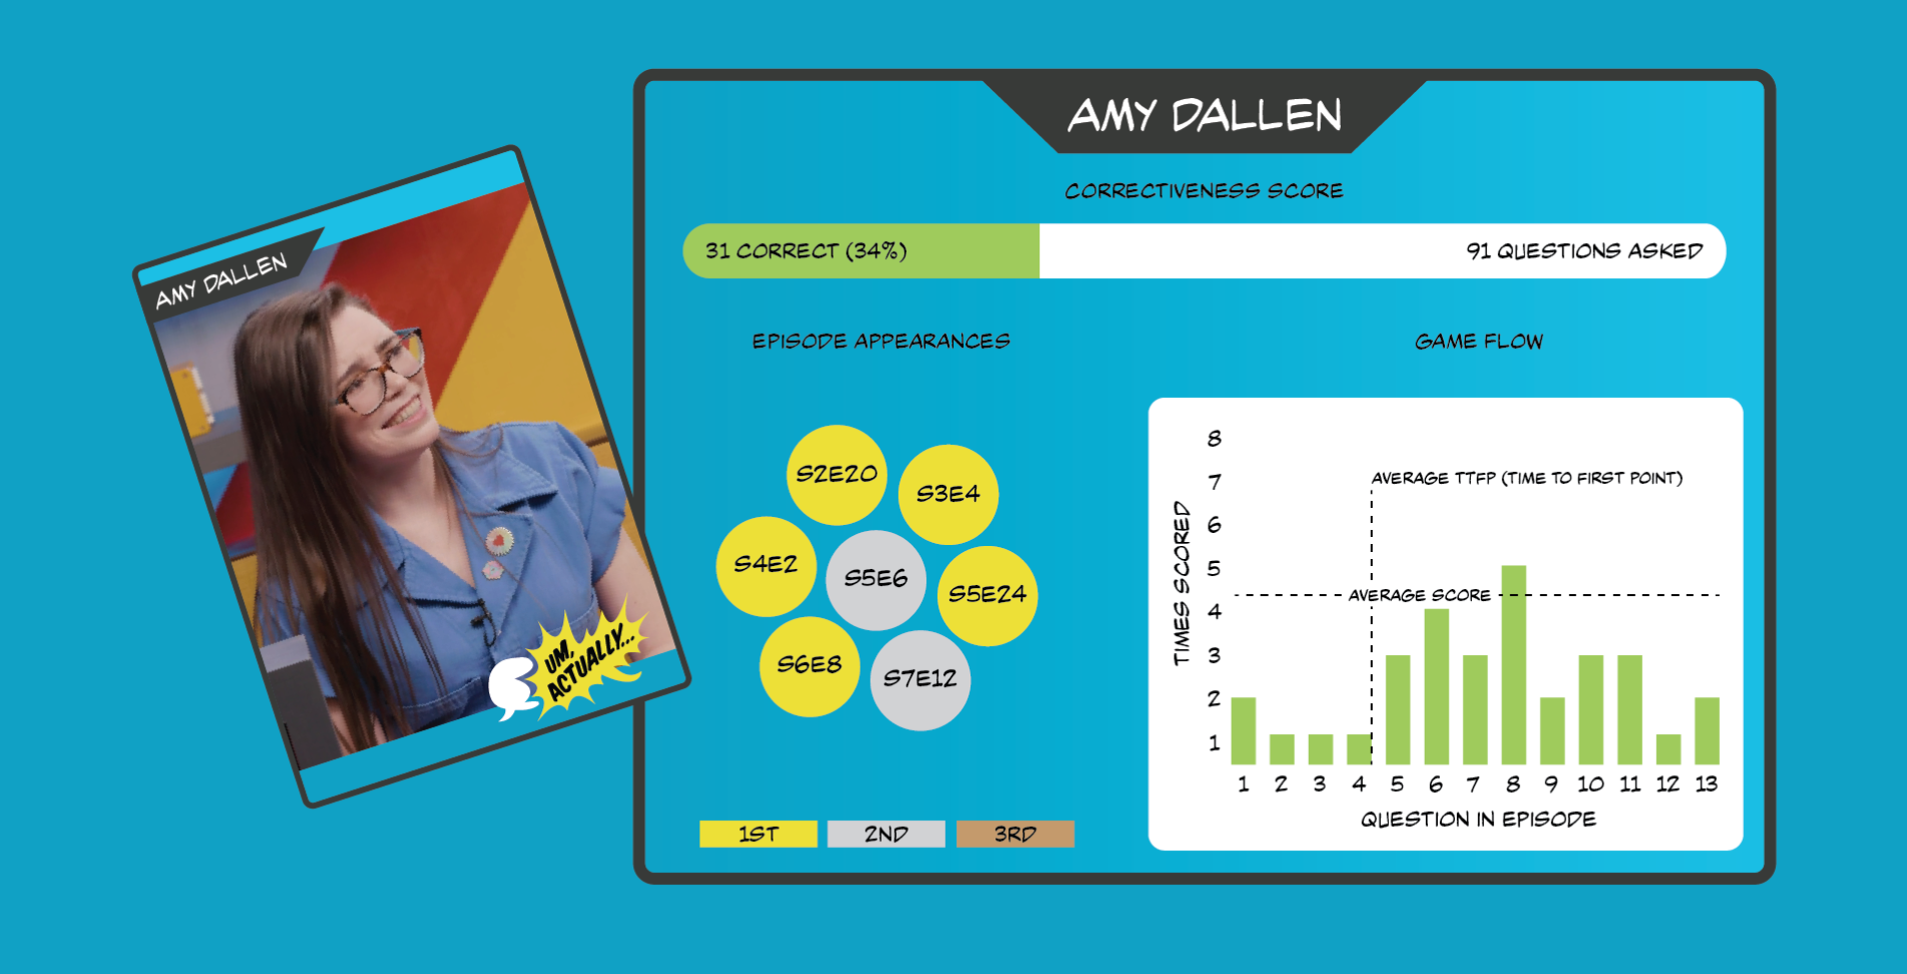 AMY DALLEN
UM,
ACTUALLY...
AMY DALLEN
CORRECTIVENESS SCORE
31 CORRECT (34%)
91 QUESTIONS ASKED
EPISODE APPEARANCES
S2E20
S3E4
S4E2
S5E6
S5E24
S6E8
S7E12
1ST
2ND
3RD
GAME FLOW
TIMES SCORED
8
7
6
5
4
3
2
1
AVERAGE TTFP (TIME TO FIRST POINT)
AVERAGE SCORE
1 2 3 4 5 6 7 8 9 10 11 12 13
QUESTION IN EPISODE